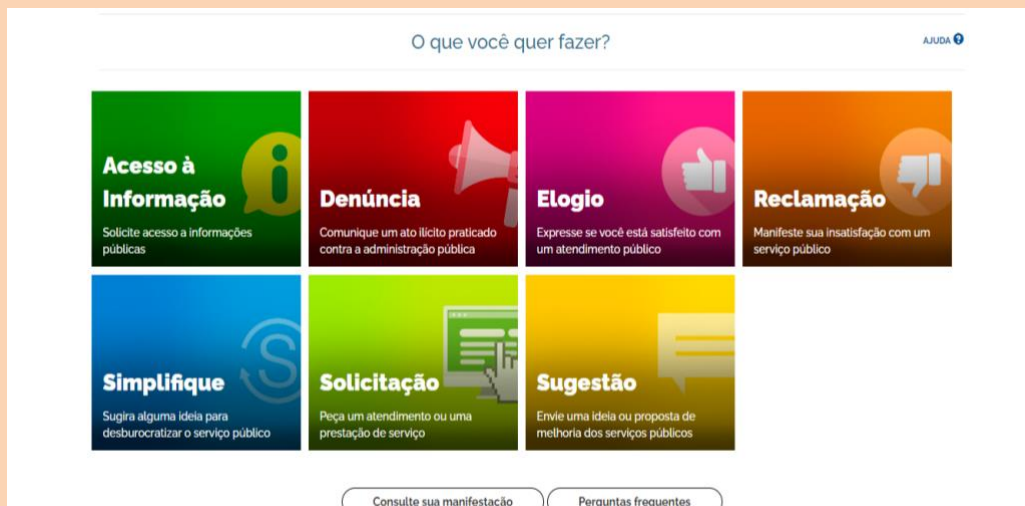 O que você quer fazer?
AJUDA
Acesso à
Informação
Solicite acesso a informações
públicas
Denúncia
Comunique um ato ilícito praticado
contra a administração pública
Elogio
Expresse se você está satisfeito com
um atendimento público
Reclamação
Manifeste sua insatisfação com um
serviço público
Simplifique
Sugira alguma ideia para
desburocratizar o serviço público
Solicitação
Peça um atendimento ou uma
prestação de serviço
Sugestão
Envie uma ideia ou proposta de
melhoria dos serviços públicos
Consulte sua manifestação
Perguntas frequentes